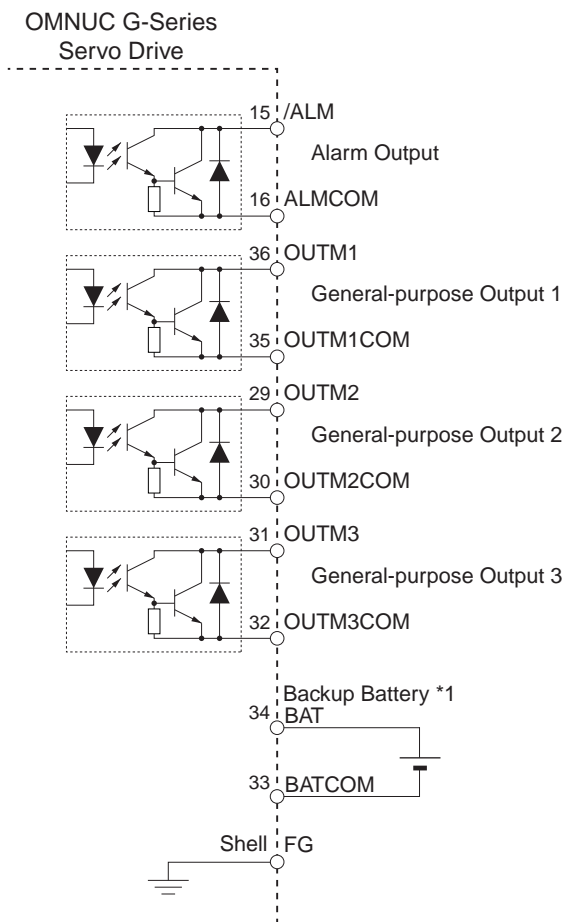 OMNUC G-Series
Servo Drive
15 /ALM
Alarm Output
16 ALMCOM
36 OUTM1
General-purpose Output 1
35 OUTM1COM
29 OUTM2
General-purpose Output 2
30 OUTM2COM
31 OUTM3
General-purpose Output 3
32 OUTM3COM
Backup Battery *1
34 BAT
33 BATCOM
Shell FG